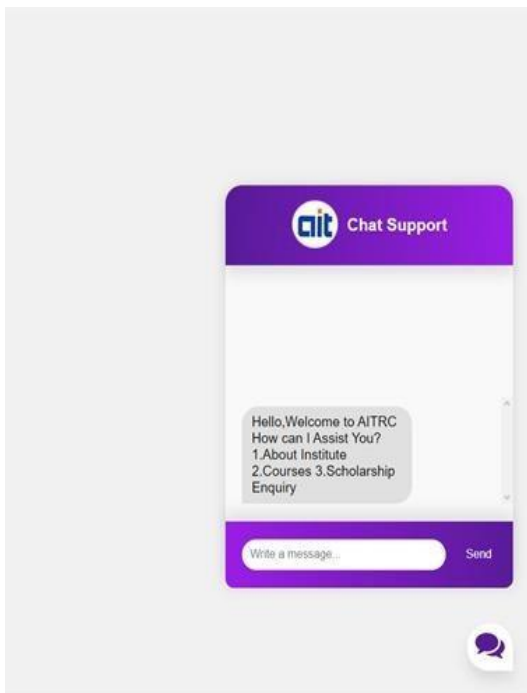 ait
Chat Support
Hello,Welcome to AITRC
How can I Assist You?
1.About Institute
2.Courses 3.Scholarship
Enquiry
Write a message...
Send